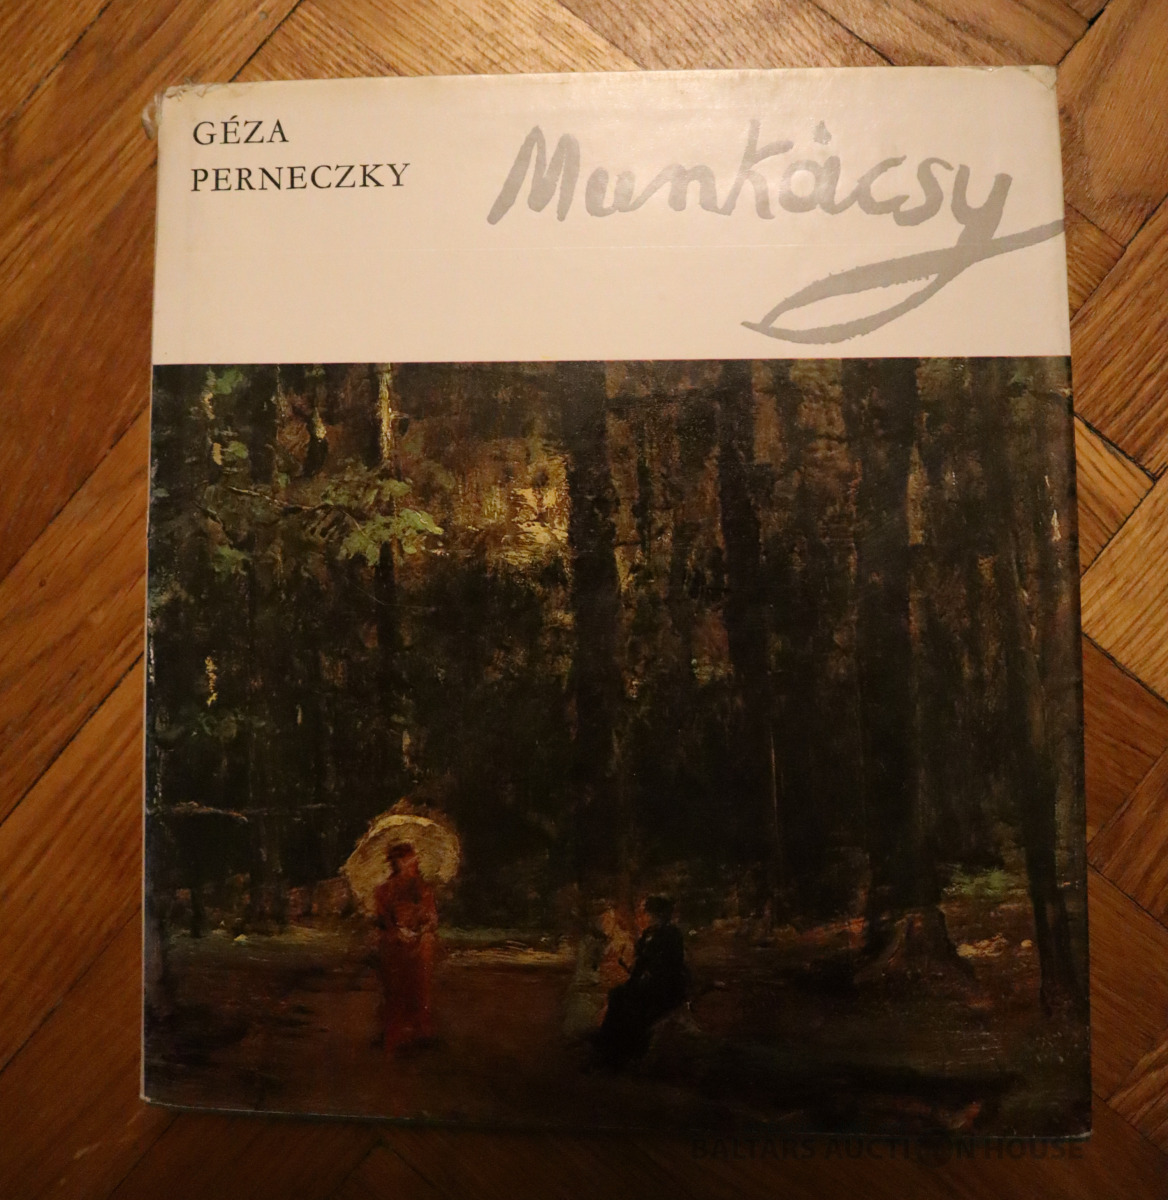 GÉZA
PERNECZKY
Munkácsy
BALTARS AUCTION HOUSE